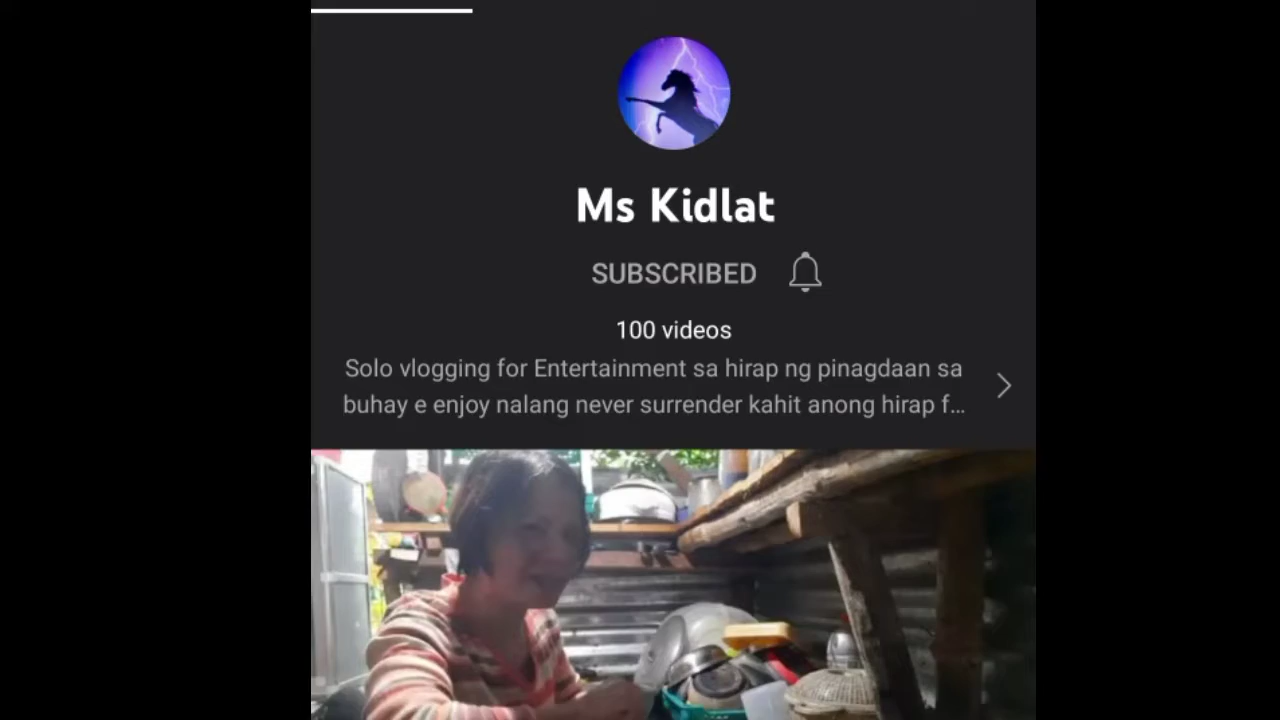 Ms Kidlat
SUBSCRIBED
100 videos
Solo vlogging for Entertainment sa hirap ng pinagdaan sa
buhay e enjoy nalang never surrender kahit anong hirap f...